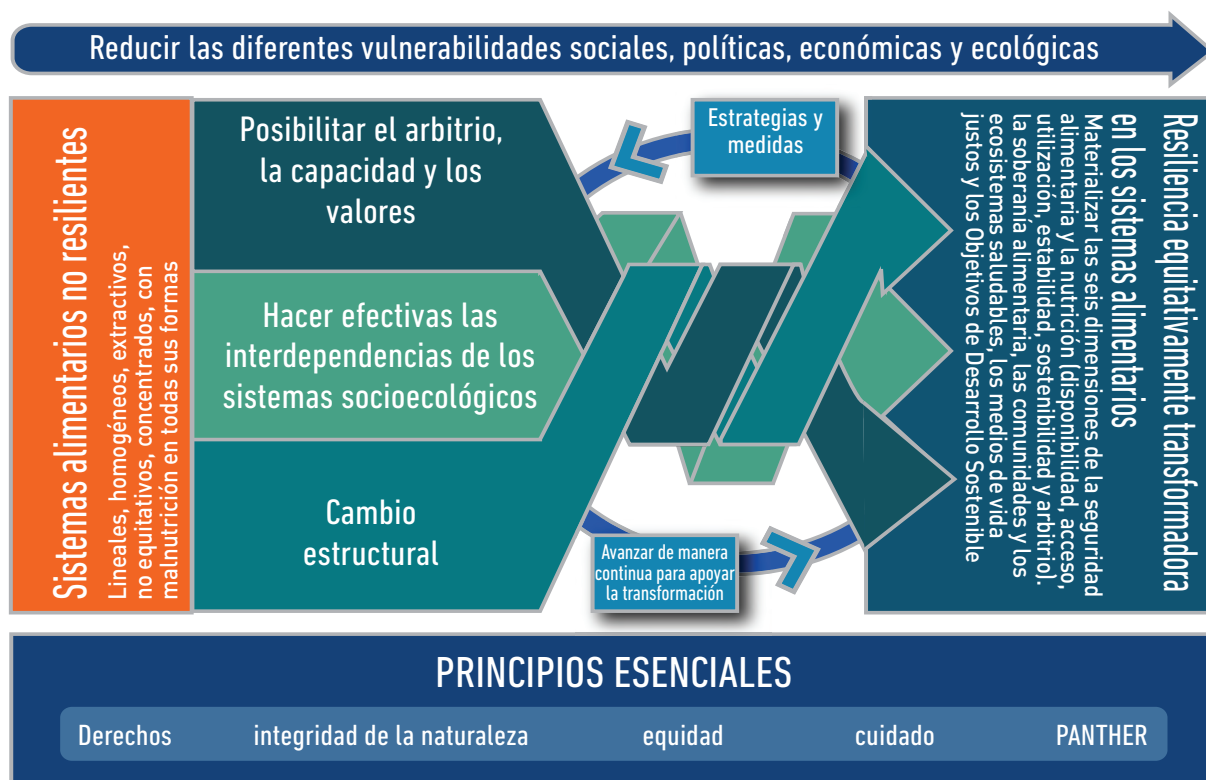 Reducir las diferentes vulnerabilidades sociales, políticas, económicas y ecológicas
Sistemas alimentarios no resilientes
Lineales, homogéneos, extractivos,
no equitativos, concentrados, con
malnutrición en todas sus formas
Posibilitar el arbitrio,
la capacidad y los
valores
Hacer efectivas las
interdependencias de los
sistemas socioecológicos
Cambio
estructural
Estrategias y
medidas
Avanzar de manera
continua para apoyar
la transformación
Resiliencia equitativamente transformadora
en los sistemas alimentarios
Materializar las seis dimensiones de la seguridad
alimentaria y la nutrición (disponibilidad, acceso,
utilización, estabilidad, sostenibilidad y arbitrio).
la soberanía alimentaria, las comunidades y los
ecosistemas saludables, los medios de vida
justos y los Objetivos de Desarrollo Sostenible
PRINCIPIOS ESENCIALES
Derechos integridad de la naturaleza equidad cuidado PANTHER